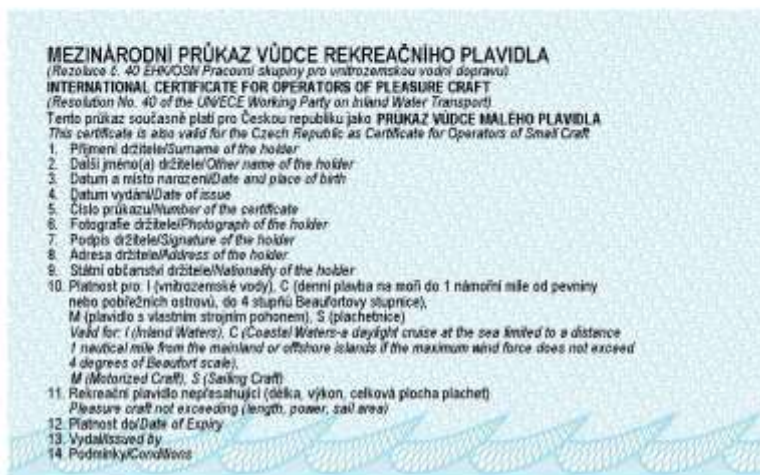 MEZINÁRODNÍ PRŮKAZ VŮDCE REKREAČNÍHO PLAVIDLA
(Rezoluce č. 40 EHK/OSN Pracovní skupiny pro vnitrozemskou vodní dopravu)
INTERNATIONAL CERTIFICATE FOR OPERATORS OF PLEASURE CRAFT
(Resolution No. 40 of the UN/ECE Working Party on Inland Water Transport)
Tento průkaz současně platí pro Českou republiku jako PRŮKAZ VŮDCE MALÉHO PLAVIDLA
This certificate is also valid for the Czech Republic as Certificate for Operators of Small Craft
1. Příjmení držitele/Surname of the holder
2. Další jméno(a) držitele/Other name of the holder
3. Datum a místo narození/Date and place of birth
4. Datum vydání/Date of issue
5. Číslo průkazu/Number of the certificate
6. Fotografie držitele/Photograph of the holder
7. Podpis držitele/Signature of the holder
8. Adresa držitele/Address of the holder
9. Státní občanství držitele/Nationality of the holder
10. Platnost pro: I (vnitrozemské vody), C (denní plavba na moři do 1 námořní míle od pevniny
nebo pobřežních ostrovů, do 4 stupňů Beaufortovy stupnice),
M (plavidlo s vlastním strojním pohonem), S (plachetnice)
Valid for: I (Inland Waters), C (Coastal Waters-a daylight cruise at the sea limited to a distance
1 nautical mile from the mainland or offshore islands if the maximum wind force does not exceed
4 degrees of Beaufort scale),
M (Motorized Craft), S (Sailing Craft)
11. Rekreační plavidlo nepřesahující (délka, výkon, celková plocha plachet)
Pleasure craft not exceeding (length, power, sail area)
12. Platnost do/Date of Expiry
13. Vydal/Issued by
14. Podmínky/Conditions